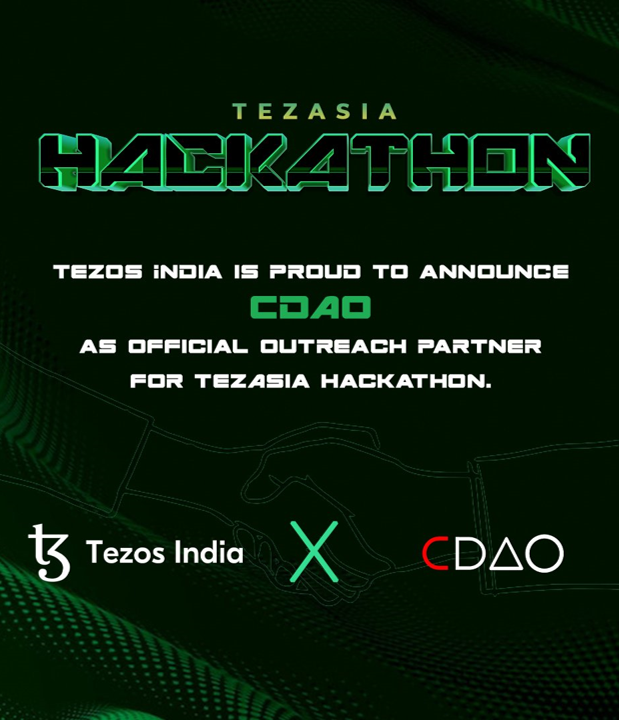 TEZASIA
HACKATHON
TEZOS INDIA IS PROUD TO ANNOUNCE
CDAO
AS OFFICIAL OUTREACH PARTNER
FOR TEZASIA HACKATHON.
Tezos India X CDAO